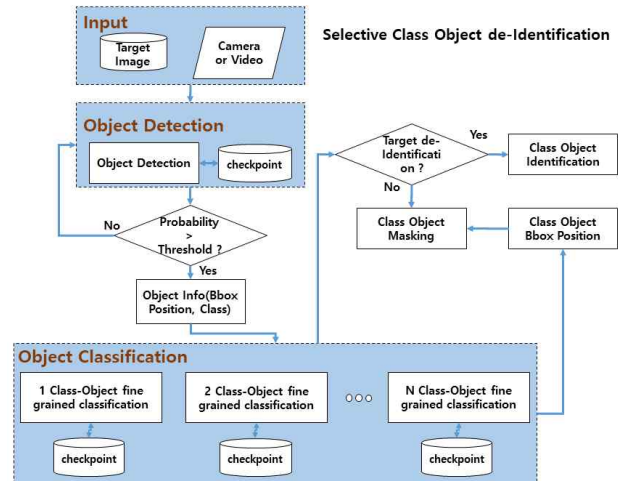 Selective Class Object de-Identification
Input
Target
Image
Camera
or Video
Object Detection
Object Detection
checkpoint
No
Probability
>
Threshold ?
Yes
Object Info(Bbox
Position, Class)
Target de-
Identificati
on ?
Yes
Class Object
Identification
No
Class Object
Masking
Class Object
Bbox Position
Object Classification
1 Class-Object fine
grained classification
2 Class-Object fine
grained classification
N Class-Object fine
grained classification
checkpoint
checkpoint
checkpoint